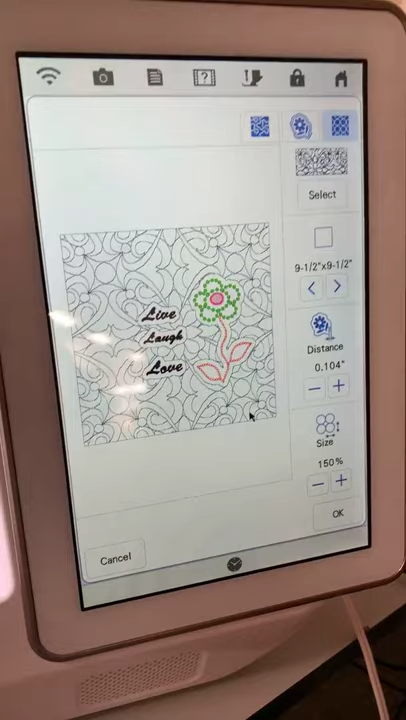 ?
Select
9-1/2"x9-1/2"
Live
Laugh
Love
Distance
0.104"
Size
150%
OK
Cancel